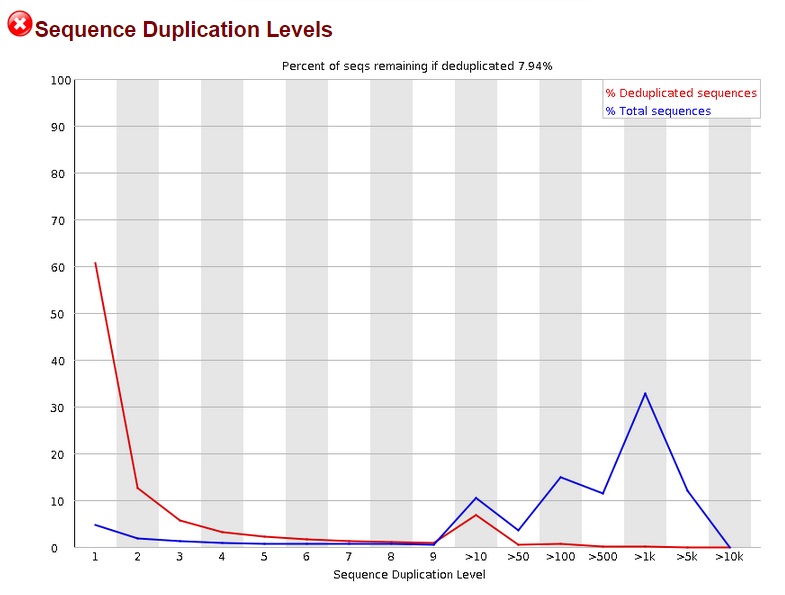 Sequence Duplication Levels
Percent of seqs remaining if deduplicated 7.94%
% Deduplicated sequences
% Total sequences
100
90
80
70
60
50
40
30
20
10
0
1 2 3 4 5 6 7 8 9 >10 >50 >100 >500 >1k >5k >10k
Sequence Duplication Level